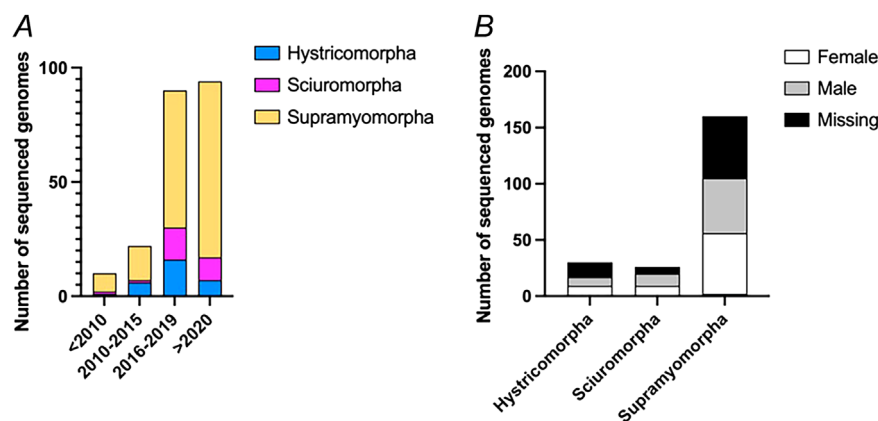 A
Number of sequenced genomes
100
50
0
<2010
2010-2015
2016-2019
>2020
Hystricomorpha
Sciuromorpha
Supramyomorpha
B
Number of sequenced genomes
200
150
100
50
0
Hystricomorpha
Sciuromorpha
Supramyomorpha
Female
Male
Missing